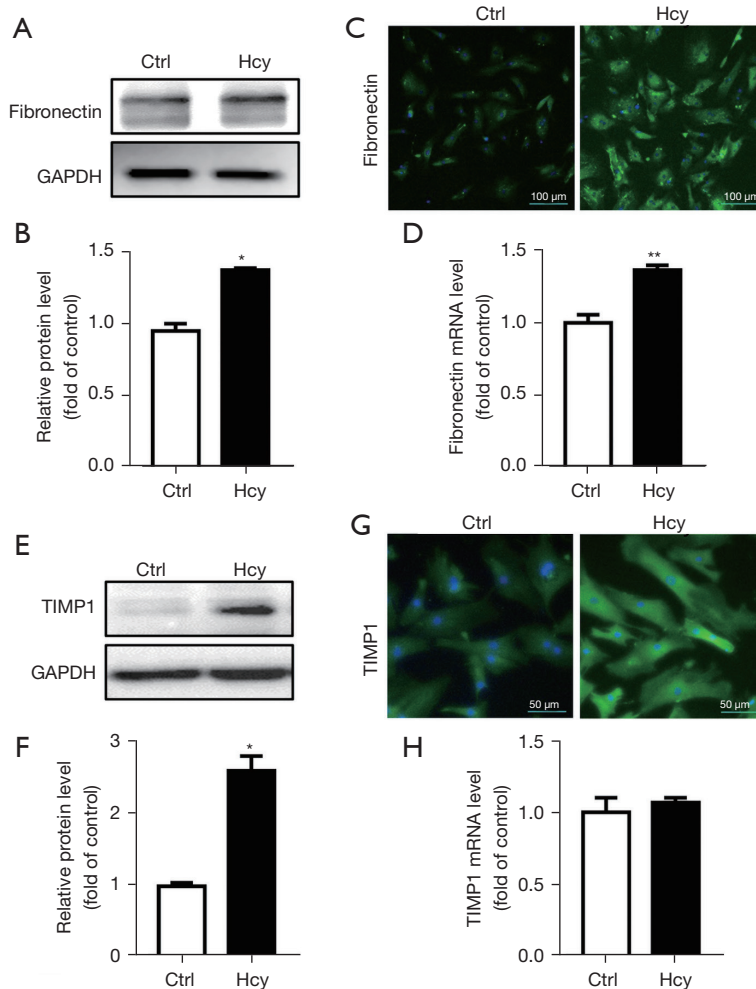 A
Ctrl Hcy
Fibronectin
GAPDH
B
Relative protein level
(fold of control)
1.5
1.0
0.5
0.0
*
Ctrl Hcy
C
Ctrl Hcy
Fibronectin
100 µm 100 µm
D
Fibronectin mRNA level
(fold of control)
1.5
1.0
0.5
0.0
**
Ctrl Hcy
E
Ctrl Hcy
TIMP1
GAPDH
F
Relative protein level
(fold of control)
3
2
1
0
*
Ctrl Hcy
G
Ctrl Hcy
TIMP1
50 µm 50 µm
H
TIMP1 mRNA level
(fold of control)
1.5
1.0
0.5
0.0
Ctrl Hcy